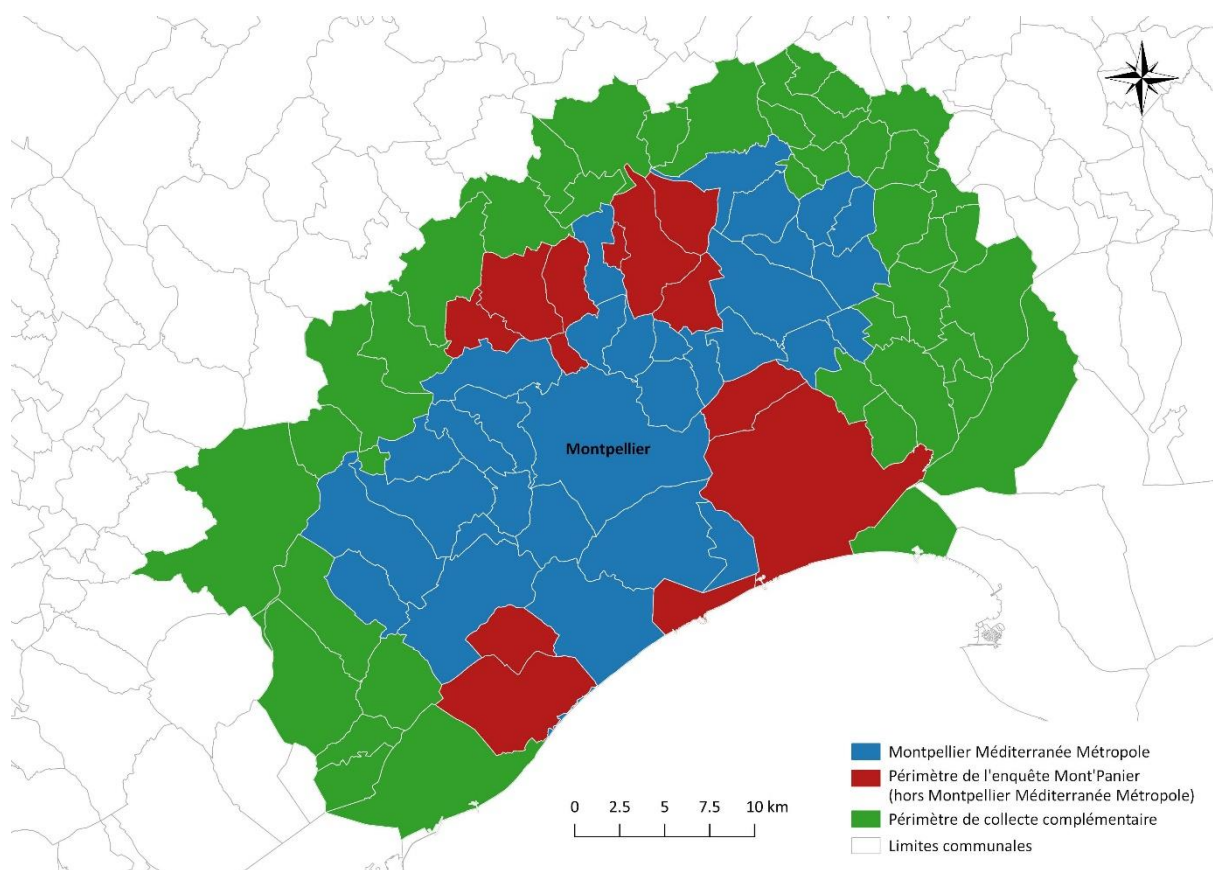 Montpellier
Montpellier Méditerranée Métropole
Périmètre de l'enquête Mont'Panier
(hors Montpellier Méditerranée Métropole)
Périmètre de collecte complémentaire
Limites communales
0 2.5 5 7.5 10 km